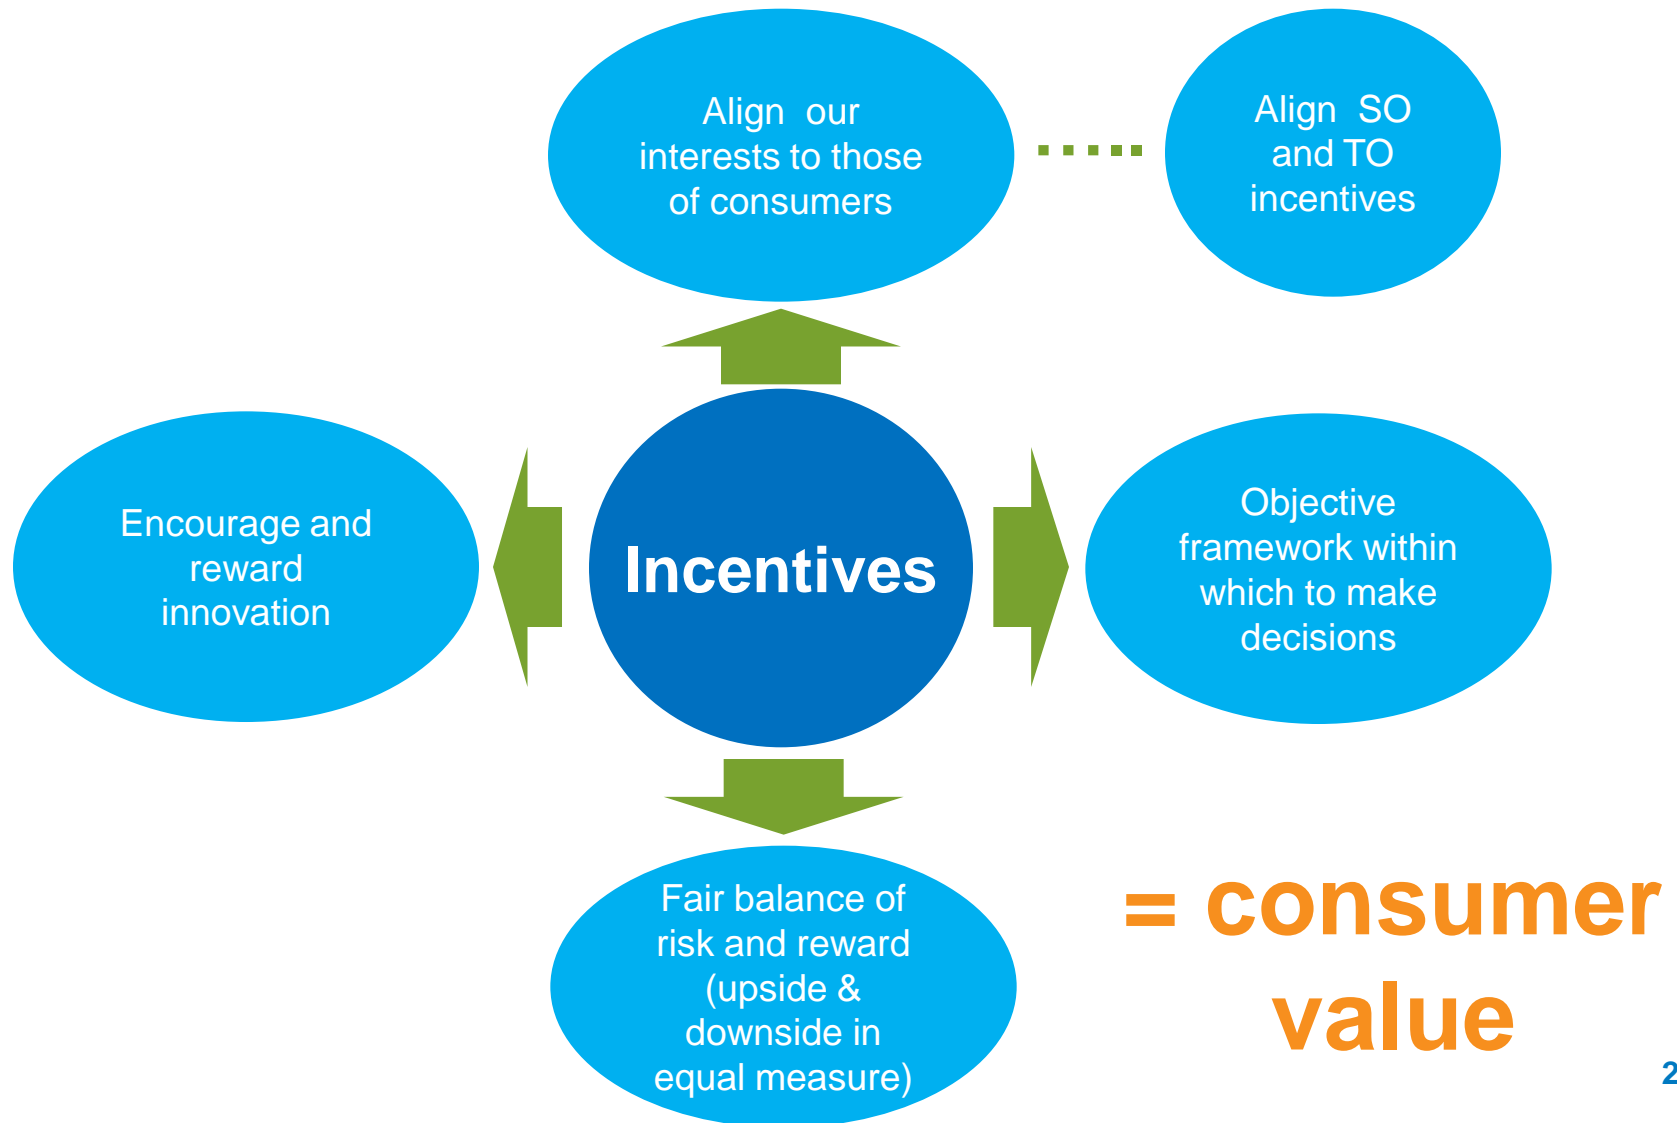 Align our
interests to those
of consumers
Align SO
and TO
incentives
Encourage and
reward
innovation
Incentives
Objective
framework within
which to make
decisions
Fair balance of
risk and reward
(upside &
downside in
equal measure)
= consumer
value
2